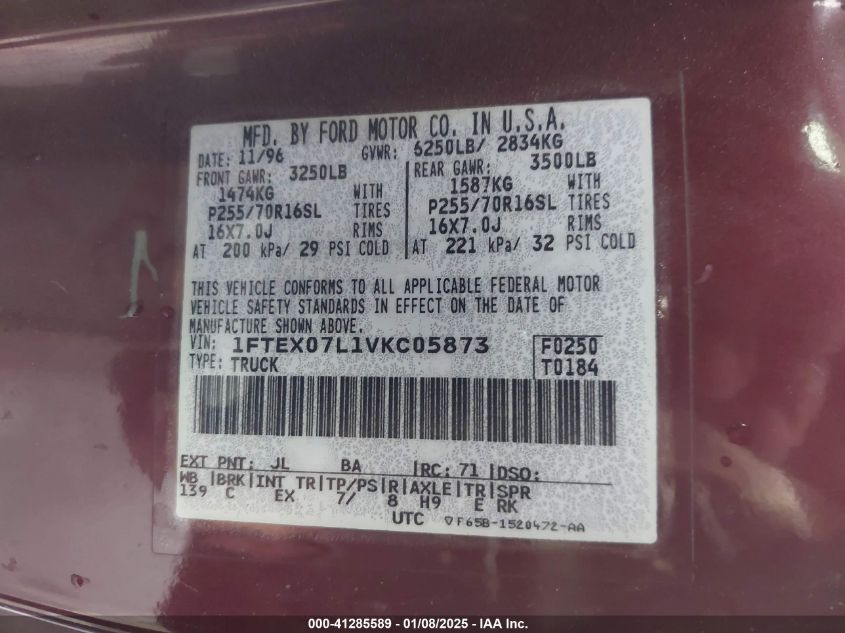 MFD. BY FORD MOTOR CO. IN U.S.A.
DATE: 11/96 GVWR: 6250LB/ 2834KG
FRONT GAWR: 3250LB REAR GAWR: 3500LB
1474KG WITH 1587KG WITH
P255/70R16SL TIRES P255/70R16SL TIRES
16X7.0J RIMS 16X7.0J RIMS
AT 200 kPa/ 29 PSI COLD AT 221 kPa/ 32 PSI COLD
THIS VEHICLE CONFORMS TO ALL APPLICABLE FEDERAL MOTOR
VEHICLE SAFETY STANDARDS IN EFFECT ON THE DATE OF
MANUFACTURE SHOWN ABOVE.
VIN: 1FTEX07L1VKC05873 F0250
TYPE: TRUCK T0184
EXT PNT: JL BA |RC: 71 |DSO:
WB |BRK|INT TR|TP/PS|R|AXLE|TR|SPR
139 C EX 7/ 8 H9 E RK
UTC ▽F65B-1520472-AA
000-41285589 - 01/08/2025 - IAA Inc.